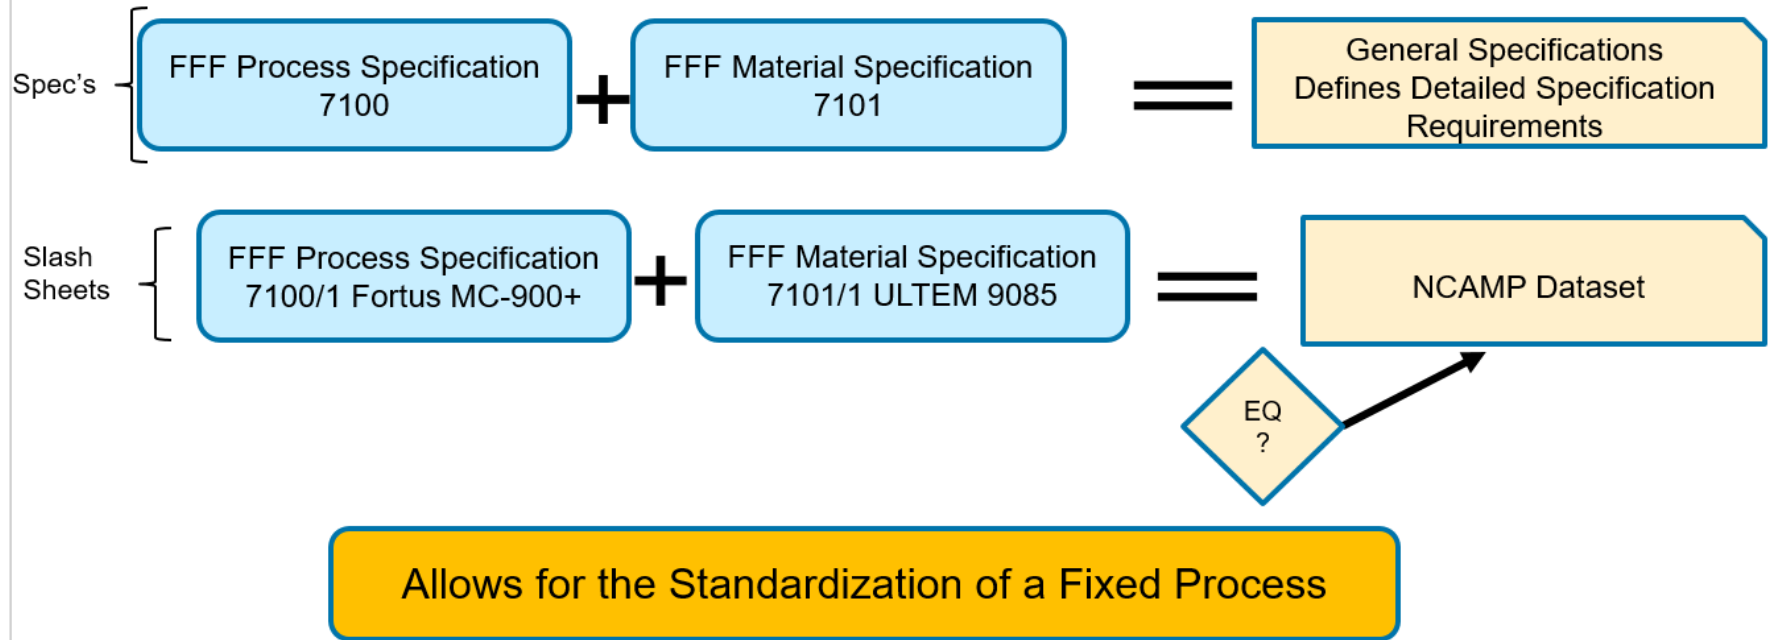 Spec's
FFF Process Specification
7100
+
FFF Material Specification
7101
=
General Specifications
Defines Detailed Specification
Requirements
Slash
Sheets
FFF Process Specification
7100/1 Fortus MC-900+
+
FFF Material Specification
7101/1 ULTEM 9085
=
NCAMP Dataset
EQ
?
Allows for the Standardization of a Fixed Process